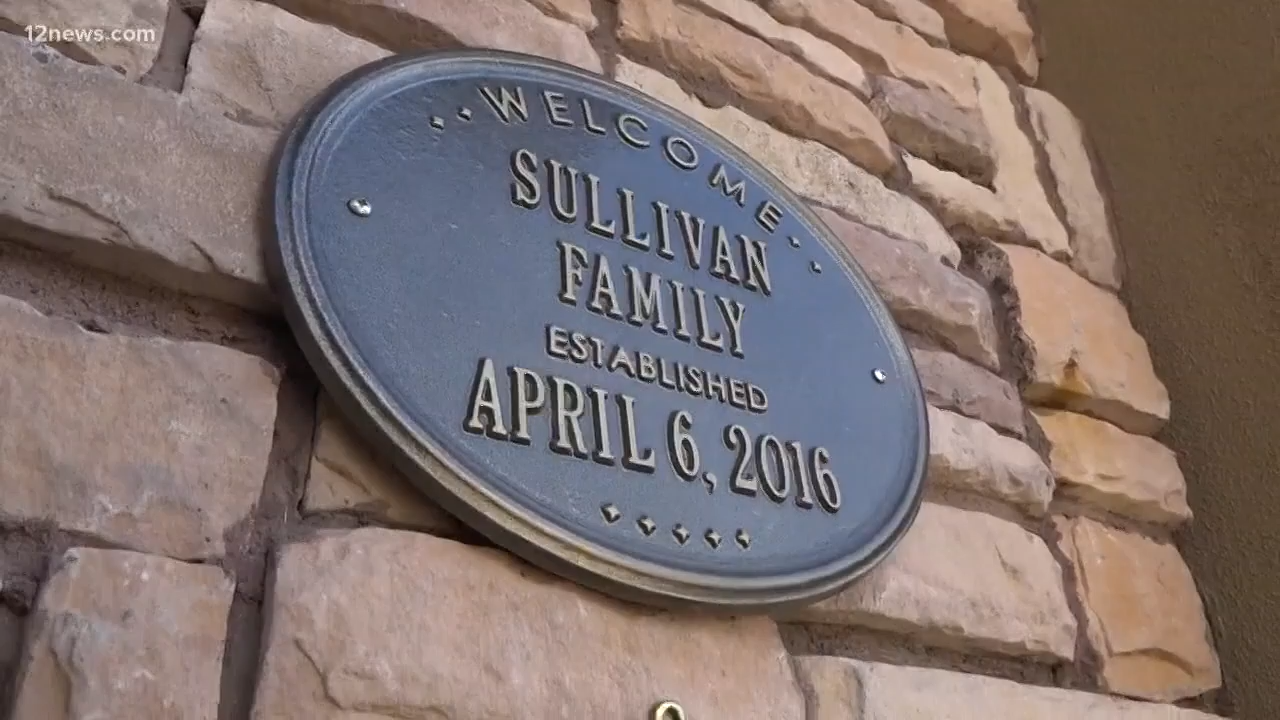 12news.com
WELCOME
SULLIVAN
FAMILY
ESTABLISHED
APRIL 6, 2016